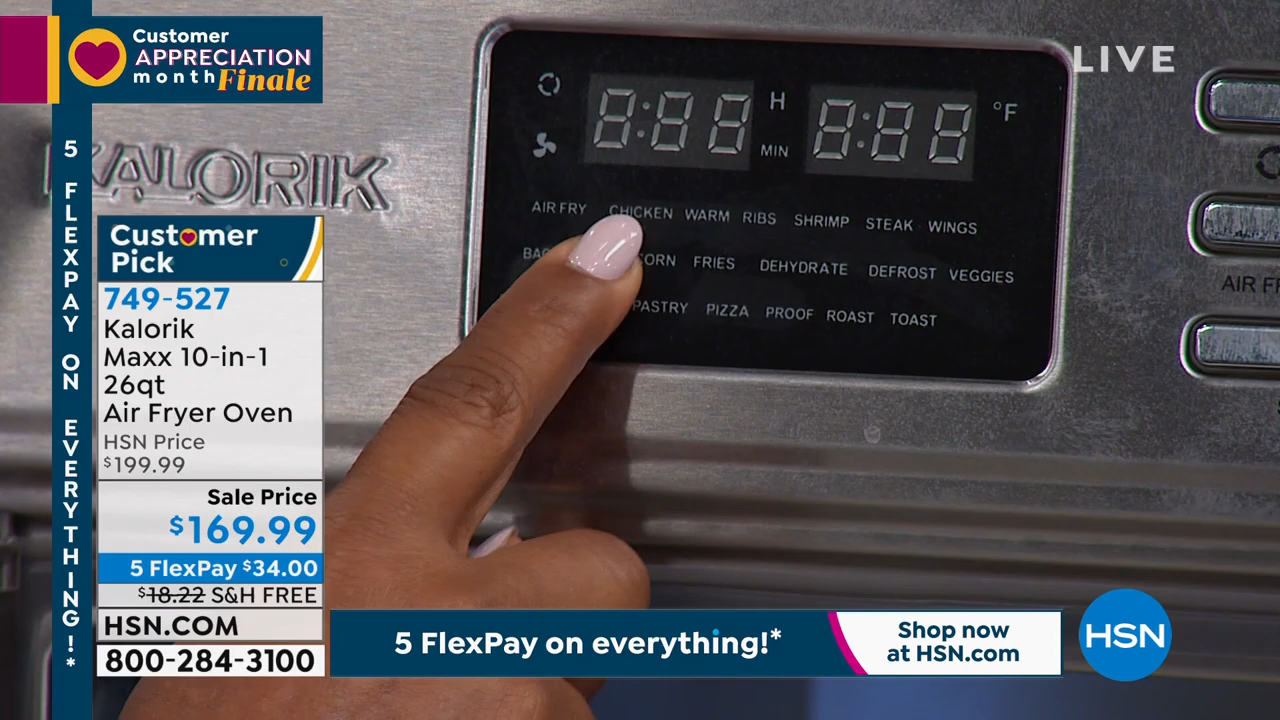 Customer
APPRECIATION
month Finale
LIVE
5 FLEXPAY ON EVERYTHING!*
KALORIK
H
MIN
°F
AIR FRY CHICKEN WARM RIBS SHRIMP STEAK WINGS
FRIES DEHYDRATE DEFROST VEGGIES
PASTRY PIZZA PROOF ROAST TOAST
Customer
Pick
749-527
Kalorik
Maxx 10-in-1
26qt
Air Fryer Oven
HSN Price
$199.99
Sale Price
$169.99
5 FlexPay $34.00
$18.22 S&H FREE
HSN.COM
800-284-3100
5 FlexPay on everything!*
Shop now
at HSN.com
HSN